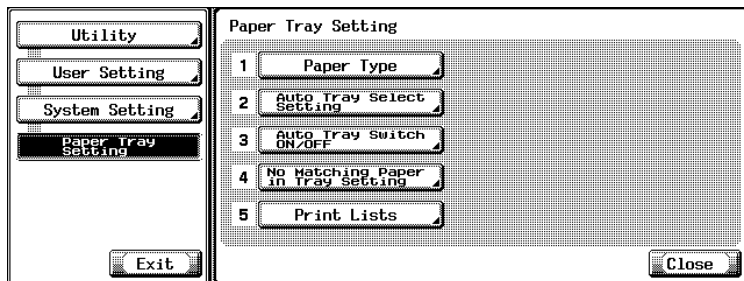 Utility
User Setting
System Setting
Paper Tray
Setting
Exit
Paper Tray Setting
1 Paper Type
2 Auto Tray Select
Setting
3 Auto Tray Switch
ON/OFF
4 No Matching Paper
in Tray Setting
5 Print Lists
Close